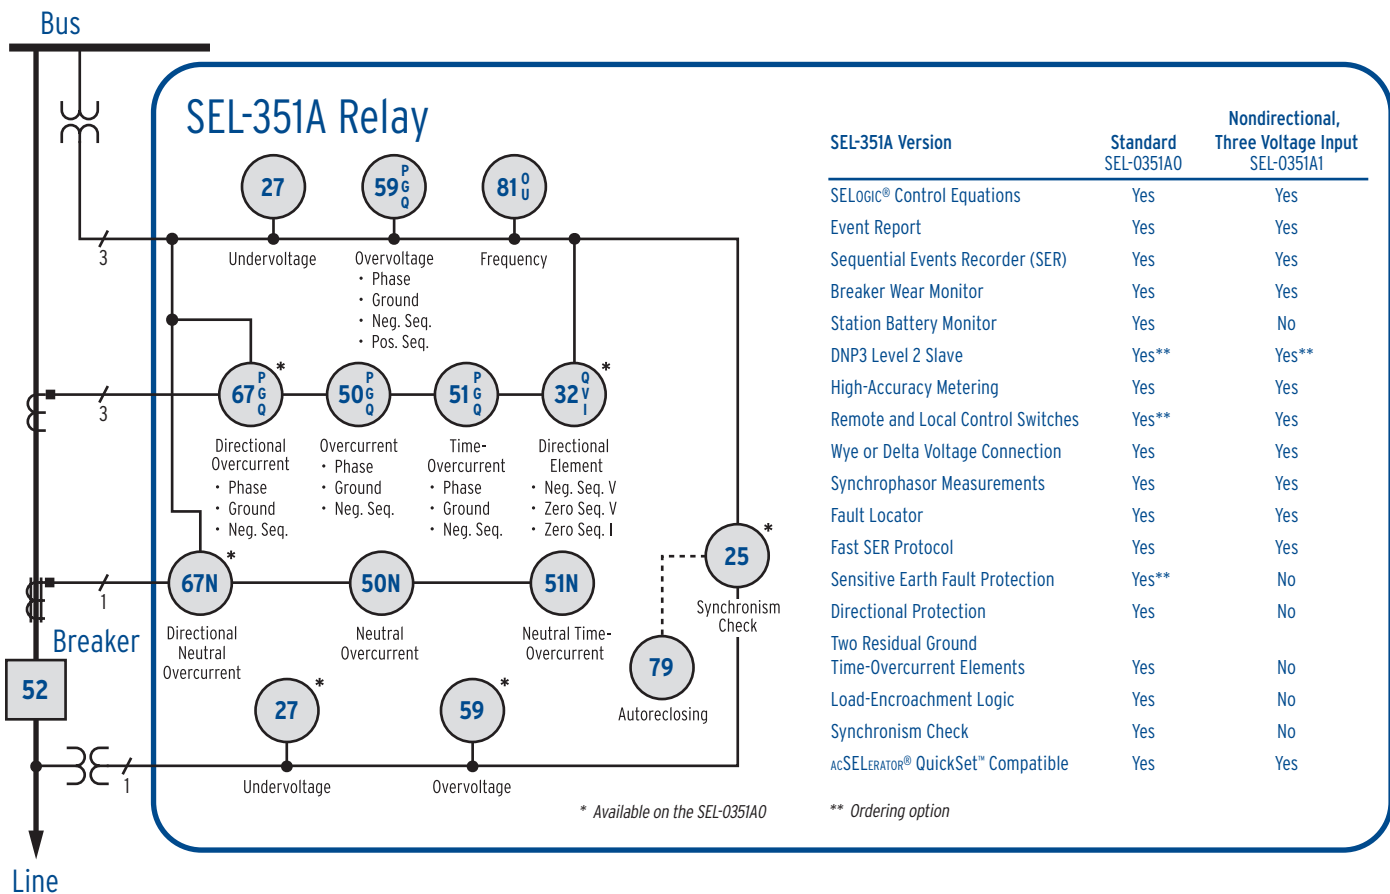 Bus
SEL-351A Relay
27
Undervoltage
59 P G Q
Overvoltage
· Phase
· Ground
· Neg. Seq.
· Pos. Seq.
81 O U
Frequency
3
67 P G Q *
Directional
Overcurrent
· Phase
· Ground
· Neg. Seq.
50 P G Q
Overcurrent
· Phase
· Ground
· Neg. Seq.
51 P G Q
Time-
Overcurrent
· Phase
· Ground
· Neg. Seq.
32 Q V I *
Directional
Element
· Neg. Seq. V
· Zero Seq. V
· Zero Seq. I
3
67N *
Directional
Neutral
Overcurrent
50N
Neutral
Overcurrent
51N
Neutral Time-
Overcurrent
25 *
Synchronism
Check
79
Autoreclosing
1
Breaker
52
27 *
Undervoltage
59 *
Overvoltage
1
* Available on the SEL-0351A0
Line
SEL-351A Version Standard SEL-0351A0 Nondirectional, Three Voltage Input SEL-0351A1
SELOGIC® Control Equations Yes Yes
Event Report Yes Yes
Sequential Events Recorder (SER) Yes Yes
Breaker Wear Monitor Yes Yes
Station Battery Monitor Yes No
DNP3 Level 2 Slave Yes** Yes**
High-Accuracy Metering Yes Yes
Remote and Local Control Switches Yes** Yes
Wye or Delta Voltage Connection Yes Yes
Synchrophasor Measurements Yes Yes
Fault Locator Yes Yes
Fast SER Protocol Yes Yes
Sensitive Earth Fault Protection Yes** No
Directional Protection Yes No
Two Residual Ground
Time-Overcurrent Elements Yes No
Load-Encroachment Logic Yes No
Synchronism Check Yes No
ACSELERATOR® QuickSet™ Compatible Yes Yes
** Ordering option